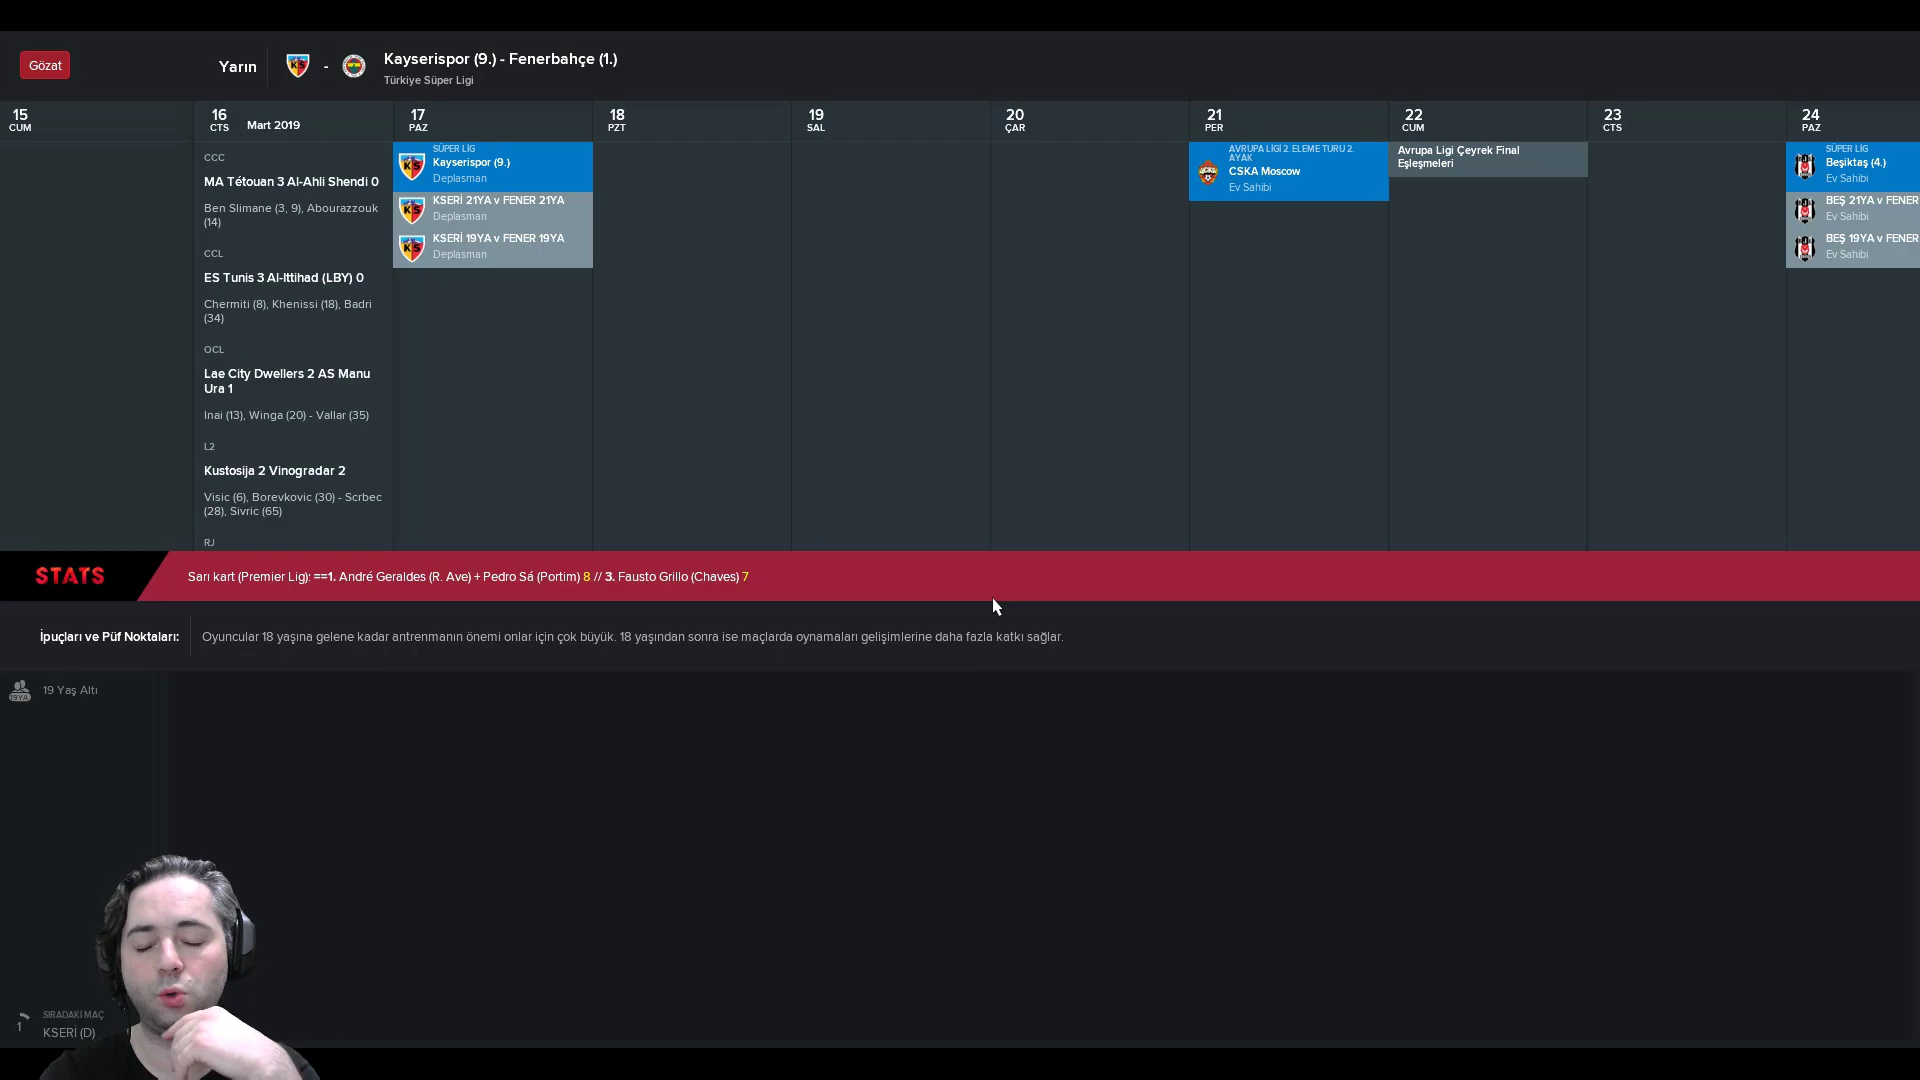 Gözat
Yarın
Kayserispor (9.) - Fenerbahçe (1.)
Türkiye Süper Ligi
15
CUM
16
CTS
Mart 2019
17
PAZ
18
PZT
19
SAL
20
ÇAR
21
PER
22
CUM
23
CTS
24
PAZ
CCC
MA Tétouan 3 Al-Ahli Shendi 0
Ben Slimane (3, 9), Abourazzouk
(14)
CCL
ES Tunis 3 Al-Ittihad (LBY) 0
Chermiti (8), Khenissi (18), Badri
(34)
OCL
Lae City Dwellers 2 AS Manu
Ura 1
Inai (13), Winga (20) - Vallar (35)
L2
Kustosija 2 Vinogradar 2
Visic (6), Borevkovic (30) - Scrbec
(28), Sivric (65)
RJ
SÜPER LİG
Kayserispor (9.)
Deplasman
KSERİ 21YA v FENER 21YA
Deplasman
KSERİ 19YA v FENER 19YA
Deplasman
AVRUPA LİGİ 2. ELEME TURU 2.
AYAK
CSKA Moscow
Ev Sahibi
Avrupa Ligi Çeyrek Final
Eşleşmeleri
SÜPER LİG
Beşiktaş (4.)
Ev Sahibi
BEŞ 21YA v FENER
Ev Sahibi
BEŞ 19YA v FENER
Ev Sahibi
STATS
Sarı kart (Premier Lig): ==1. André Geraldes (R. Ave) + Pedro Sá (Portim) 8 // 3. Fausto Grillo (Chaves) 7
İpuçları ve Püf Noktaları:
Oyuncular 18 yaşına gelene kadar antrenmanın önemi onlar için çok büyük. 18 yaşından sonra ise maçlarda oynamaları gelişimlerine daha fazla katkı sağlar.
19YA
19 Yaş Altı
1
SIRADAKİ MAÇ
KSERİ (D)